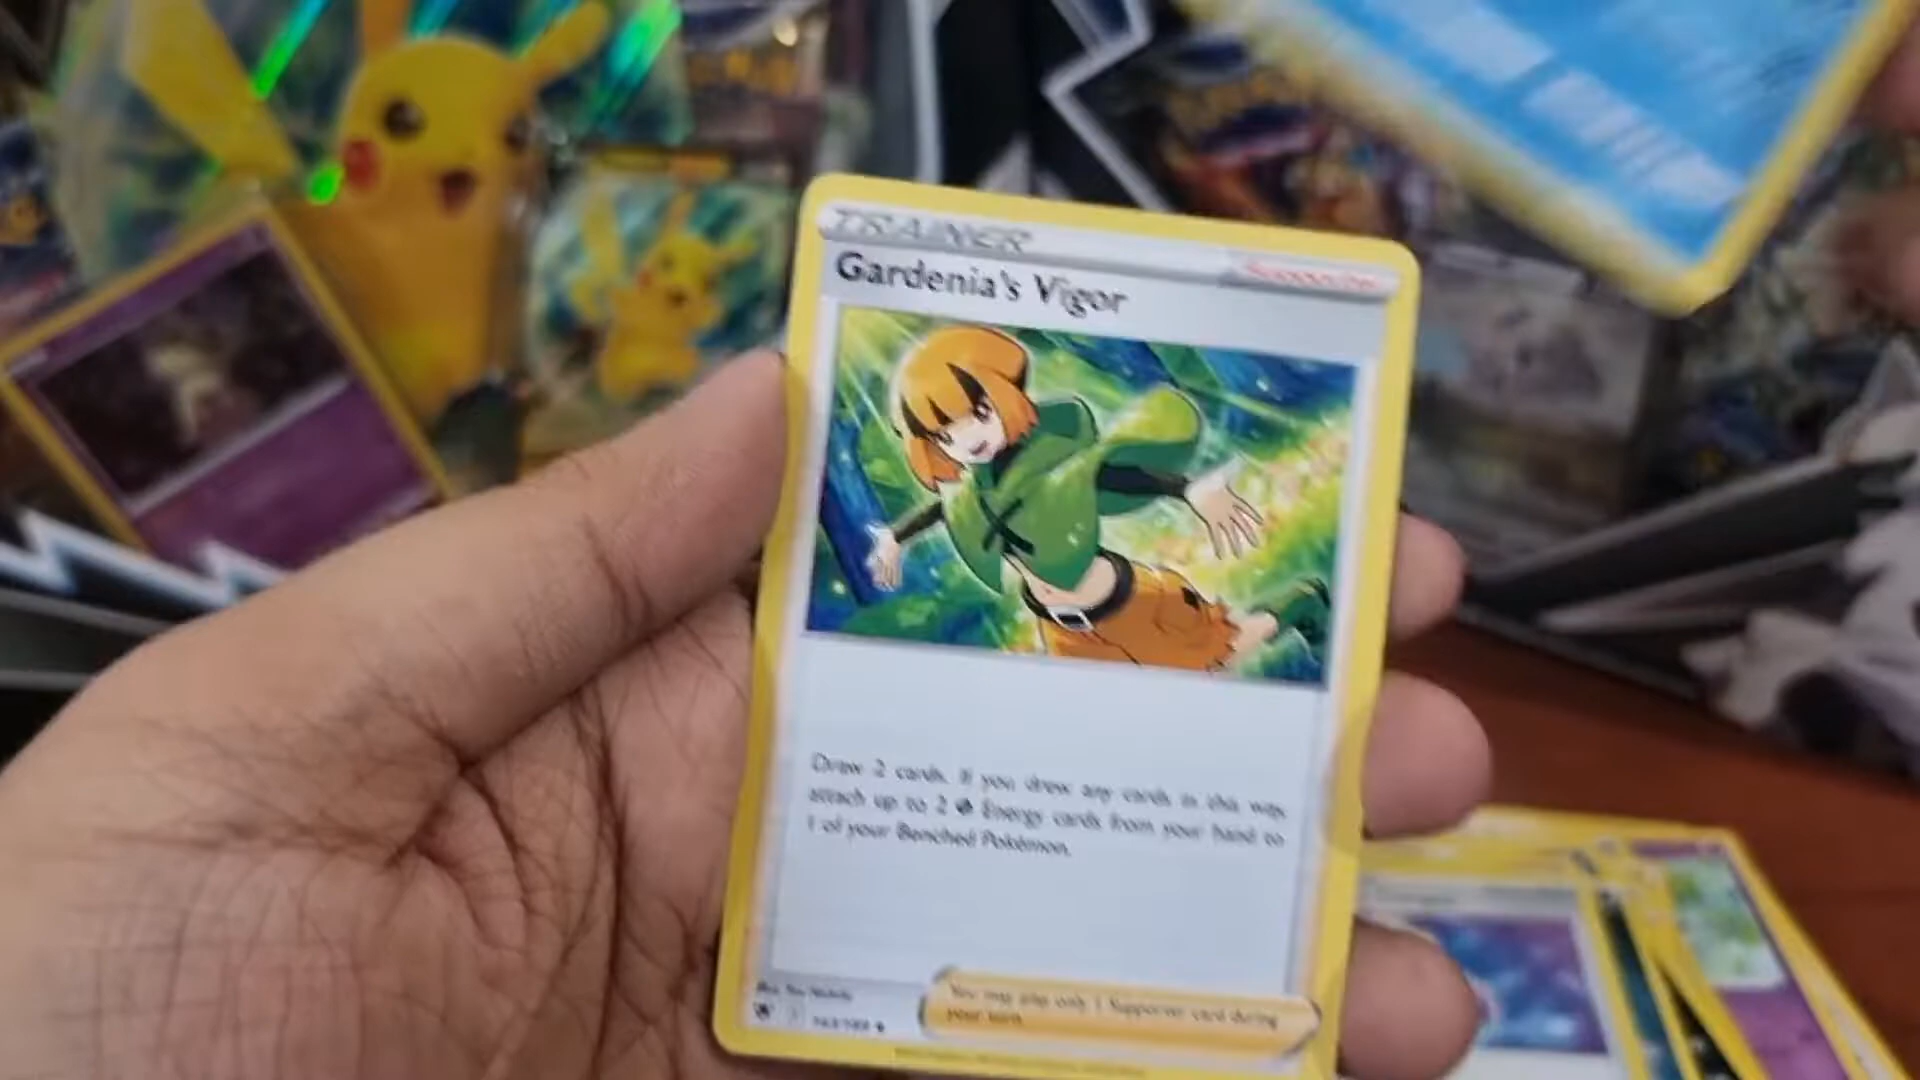 TRAINER
Supporter
Gardenia's Vigor
Draw 2 cards. If you drew any cards in this way,
attach up to 2 Energy cards from your hand to
1 of your Benched Pokémon.
You may play only 1 Supporter card during
your turn.